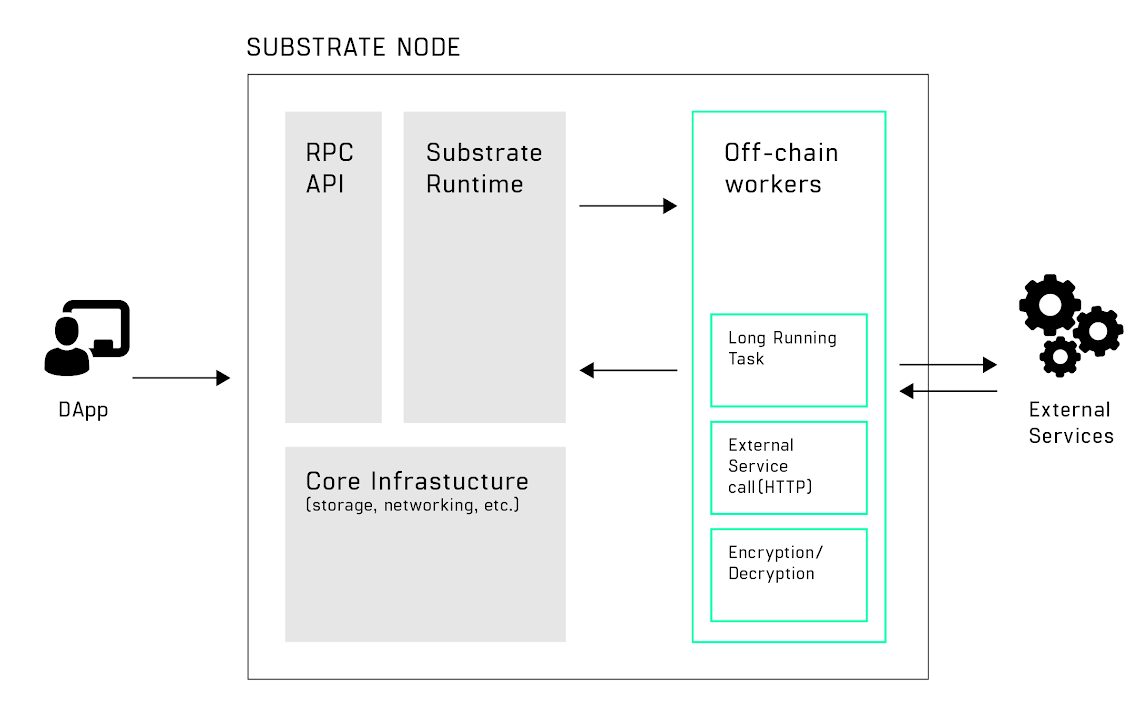 SUBSTRATE NODE
RPC
API
Substrate
Runtime
Off-chain
workers
Long Running
Task
DApp
External
Services
External
Service
call(HTTP)
Core Infrastucture
(storage, networking, etc.)
Encryption/
Decryption